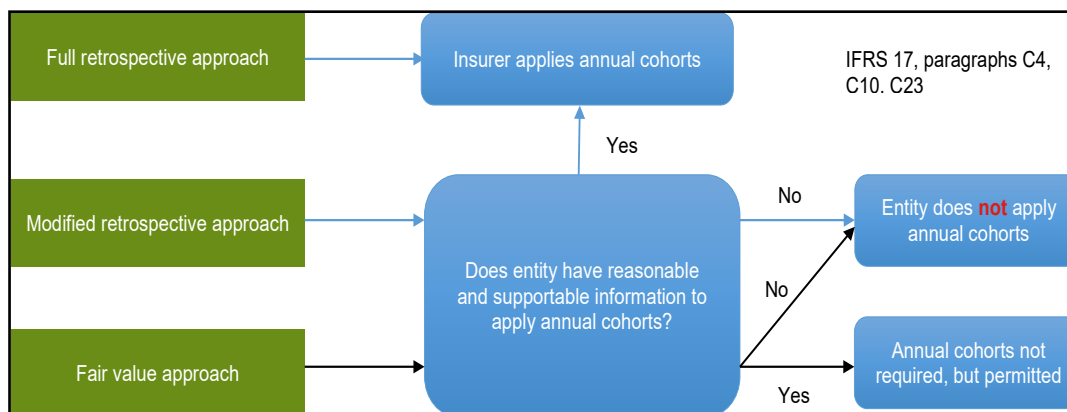 Full retrospective approach
Insurer applies annual cohorts
IFRS 17, paragraphs C4,
C10. C23
Yes
Modified retrospective approach
No
Entity does not apply
annual cohorts
Does entity have reasonable
and supportable information to
apply annual cohorts?
No
Fair value approach
Yes
Annual cohorts not
required, but permitted